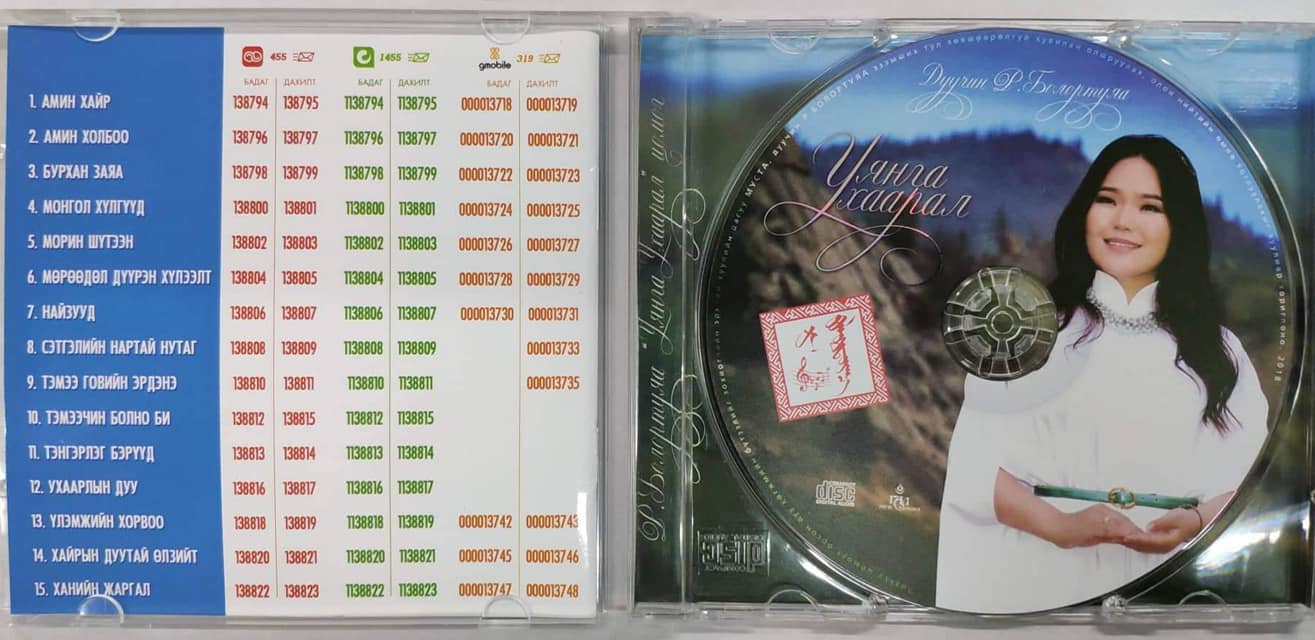 455 1455 gmobile 319
БАДАГ ДАХИЛТ БАДАГ ДАХИЛТ БАДАГ ДАХИЛТ
1. АМИН ХАЙР 138794 138795 1138794 1138795 000013718 000013719
2. АМИН ХОЛБОО 138796 138797 1138796 1138797 000013720 000013721
3. БУРХАН ЗАЯА 138798 138799 1138798 1138799 000013722 000013723
4. МОНГОЛ ХҮЛГҮҮД 138800 138801 1138800 1138801 000013724 000013725
5. МОРИН ШҮТЭЭН 138802 138803 1138802 1138803 000013726 000013727
6. МӨРӨӨДӨЛ ДҮҮРЭН ХҮЛЭЭЛТ 138804 138805 1138804 1138805 000013728 000013729
7. НАЙЗУУД 138806 138807 1138806 1138807 000013730 000013731
8. СЭТГЭЛИЙН НАРТАЙ НУТАГ 138808 138809 1138808 1138809 000013733
9. ТЭМЭЭ ГОВИЙН ЭРДЭНЭ 138810 138811 1138810 1138811 000013735
10. ТЭМЭЭЧИН БОЛНО БИ 138812 138815 1138812 1138815
11. ТЭНГЭРЛЭГ БЭРҮҮД 138813 138814 1138813 1138814
12. УХААРЛЫН ДУУ 138816 138817 1138816 1138817
13. ҮЛЭМЖИЙН ХОРВОО 138818 138819 1138818 1138819 000013742 000013743
14. ХАЙРЫН ДУУТАЙ ӨЛЗИЙТ 138820 138821 1138820 1138821 000013745 000013746
15. ХАНИЙН ЖАРГАЛ 138822 138823 1138822 1138823 000013747 000013748
Р.Болортуяа "Уянга Ухаарал" цомог
Дуучин Р.Болортуяа
Уянга
Ухаарал
COMPACT
disc
DIGITAL AUDIO
COMPACT
disc